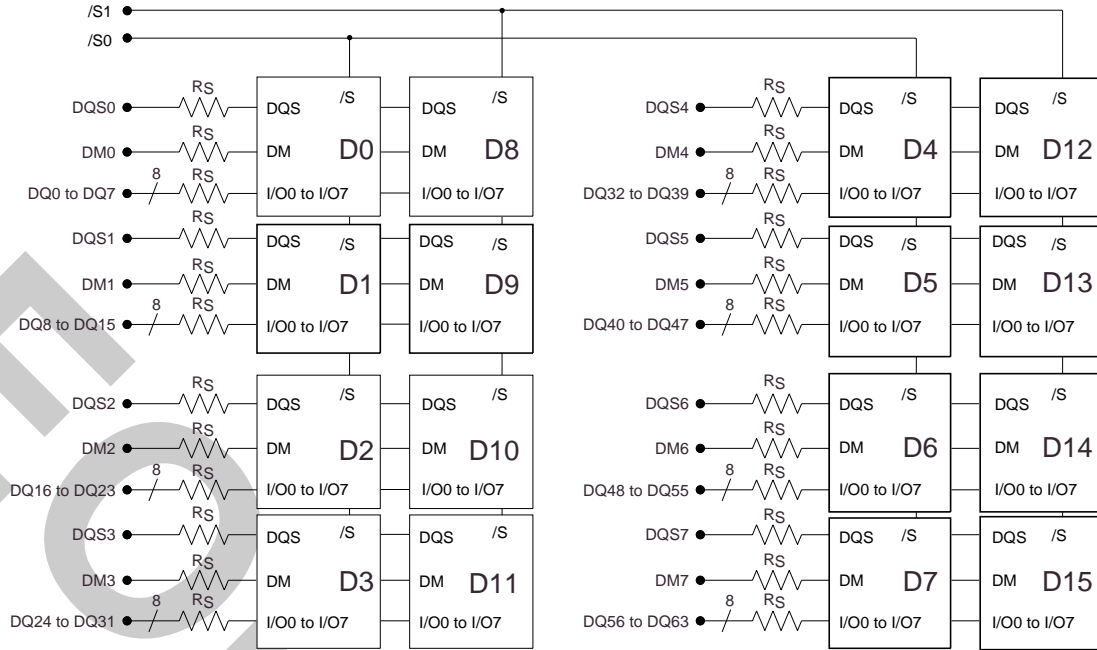 /S1
/S0
RS
DQS0
DQS
/S
DQS
/S
RS
DM0
DM
D0
DM
D8
8
RS
DQ0 to DQ7
I/O0 to I/O7
I/O0 to I/O7
RS
DQS1
DQS
/S
DQS
/S
RS
DM1
DM
D1
DM
D9
8
RS
DQ8 to DQ15
I/O0 to I/O7
I/O0 to I/O7
RS
DQS2
DQS
/S
DQS
/S
RS
DM2
DM
D2
DM
D10
8
RS
DQ16 to DQ23
I/O0 to I/O7
I/O0 to I/O7
RS
DQS3
DQS
/S
DQS
/S
RS
DM3
DM
D3
DM
D11
8
RS
DQ24 to DQ31
I/O0 to I/O7
I/O0 to I/O7
RS
DQS4
DQS
/S
DQS
/S
RS
DM4
DM
D4
DM
D12
8
RS
DQ32 to DQ39
I/O0 to I/O7
I/O0 to I/O7
RS
DQS5
DQS
/S
DQS
/S
RS
DM5
DM
D5
DM
D13
8
RS
DQ40 to DQ47
I/O0 to I/O7
I/O0 to I/O7
RS
DQS6
DQS
/S
DQS
/S
RS
DM6
DM
D6
DM
D14
8
RS
DQ48 to DQ55
I/O0 to I/O7
I/O0 to I/O7
RS
DQS7
DQS
/S
DQS
/S
RS
DM7
DM
D7
DM
D15
8
RS
DQ56 to DQ63
I/O0 to I/O7
I/O0 to I/O7